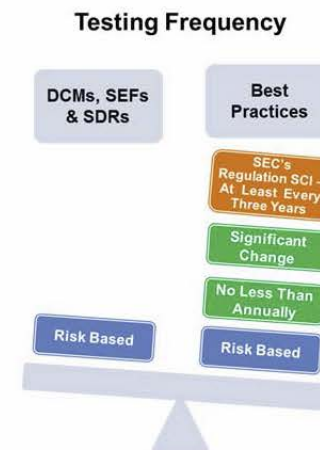 Testing Frequency
DCMs, SEFs
& SDRs
Best
Practices
SEC's
Regulation SCI -
At Least Every
Three Years
Significant
Change
No Less Than
Annually
Risk Based
Risk Based